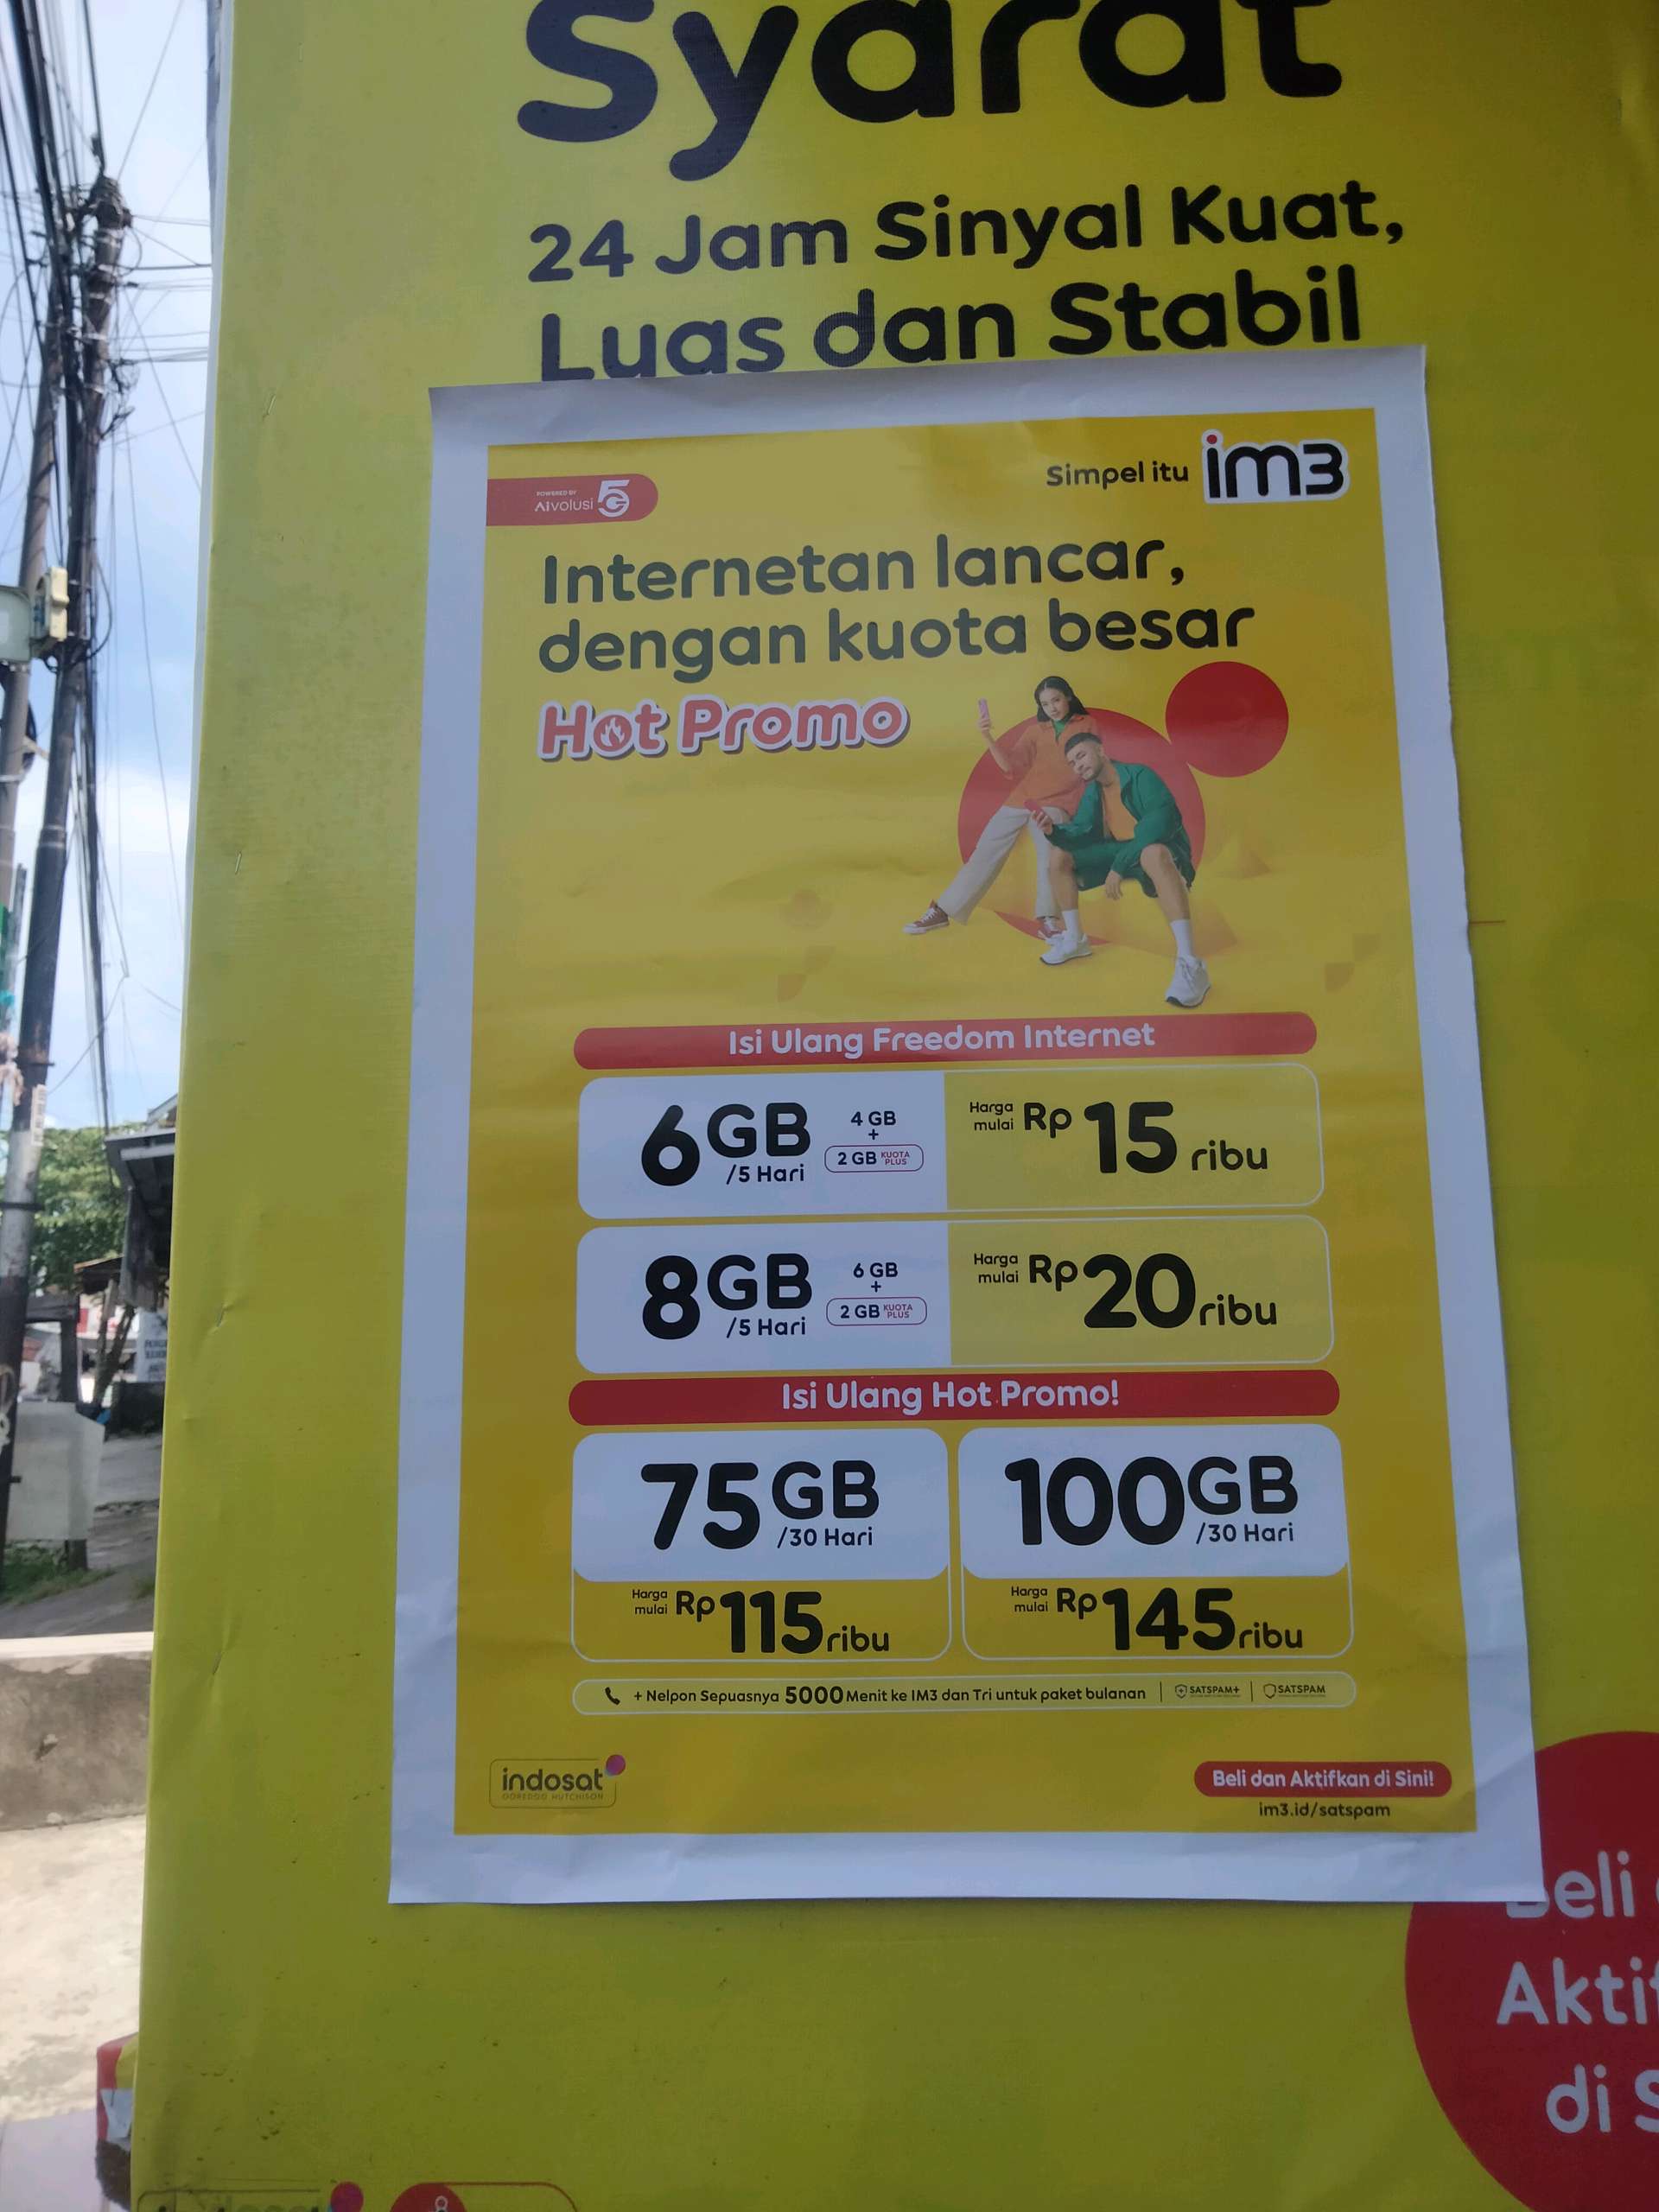 Syarat
24 Jam Sinyal Kuat,
Luas dan Stabil
POWERED BY
AIvolusi 5G
Simpel itu im3
Internetan lancar,
dengan kuota besar
Hot Promo
Isi Ulang Freedom Internet
6GB /5 Hari
4 GB
+
2 GB KUOTA PLUS
Harga mulai Rp 15 ribu
8GB /5 Hari
6 GB
+
2 GB KUOTA PLUS
Harga mulai Rp 20 ribu
Isi Ulang Hot Promo!
75GB /30 Hari
Harga mulai Rp 115 ribu
100GB /30 Hari
Harga mulai Rp 145 ribu
+ Nelpon Sepuasnya 5000 Menit ke IM3 dan Tri untuk paket bulanan
SATSPAM+
SATSPAM
indosat
OOREDOO HUTCHISON
Beli dan Aktifkan di Sini!
im3.id/satspam
Beli
Aktif
di S